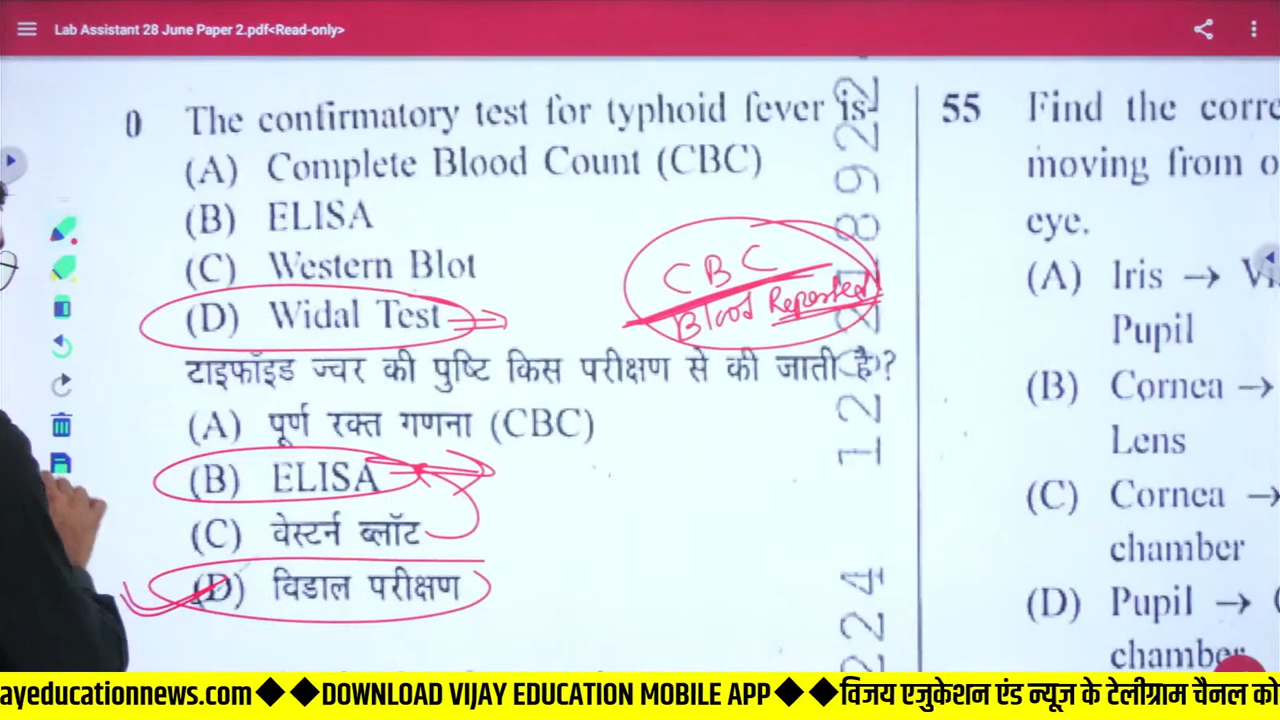 Lab Assistant 28 June Paper 2.pdf<Read-only>
0 The confirmatory test for typhoid fever is-
(A) Complete Blood Count (CBC)
(B) ELISA
(C) Western Blot
(D) Widal Test
CBC
Blood Reported
टाइफॉइड ज्वर की पुष्टि किस परीक्षण से की जाती है ?
(A) पूर्ण रक्त गणना (CBC)
(B) ELISA
(C) वेस्टर्न ब्लॉट
(D) विडाल परीक्षण
224
55 Find the corre
moving from o
eye.
(A) Iris → Vi
Pupil
(B) Cornea →
Lens
(C) Cornea →
chamber
(D) Pupil →
chamber
ayeducationnews.com◆◆DOWNLOAD VIJAY EDUCATION MOBILE APP◆◆विजय एजुकेशन एंड न्यूज के टेलीग्राम चैनल को